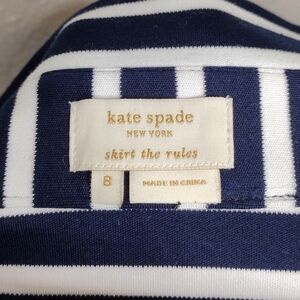 kate spade
NEW YORK
skirt the rules
8
MADE IN CHINA